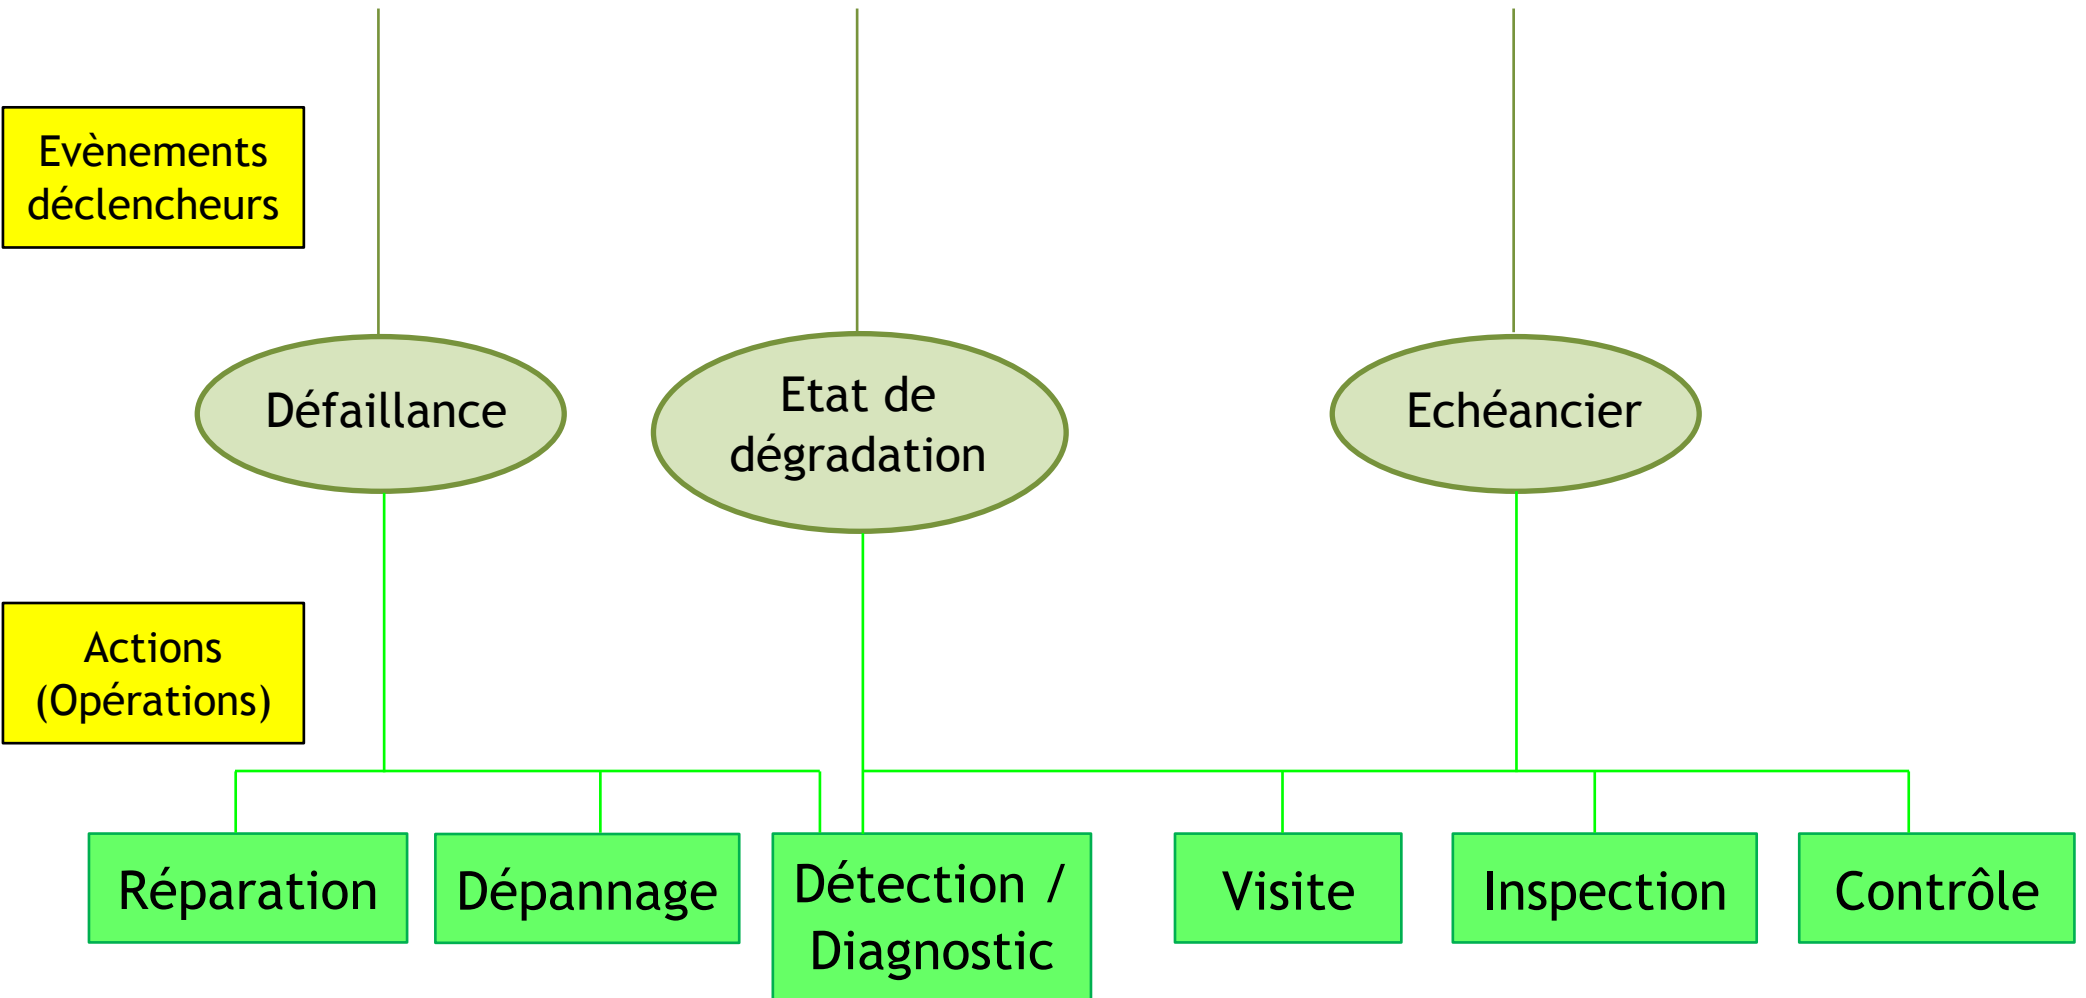 Evènements
déclencheurs
Défaillance
Etat de
dégradation
Echéancier
Actions
(Opérations)
Réparation
Dépannage
Détection /
Diagnostic
Visite
Inspection
Contrôle